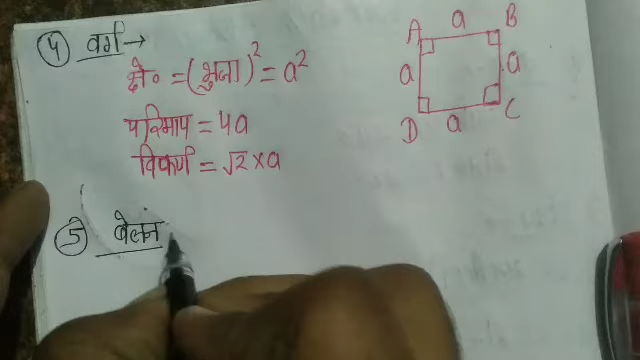 4) वर्ग →
क्षे० = (भुजा)² = a²
परिमाप = 4a
विकर्ण = √2 × a
A a B
a a
D a C
5) बेलन